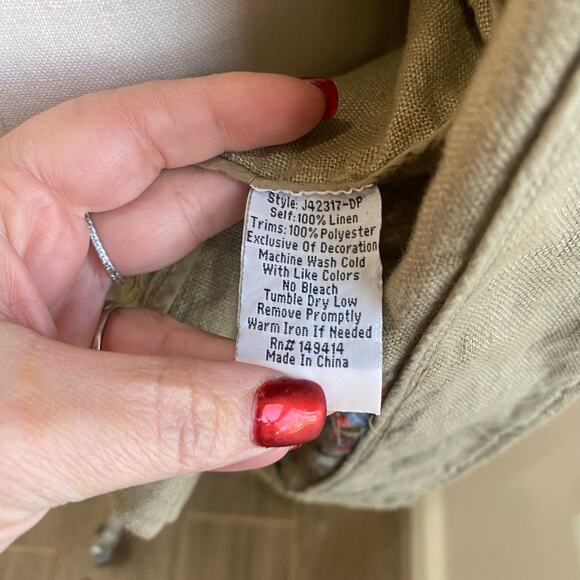 Style: J42317-DP
Self:100% Linen
Trims:100% Polyester
Exclusive Of Decoration
Machine Wash Cold
With Like Colors
No Bleach
Tumble Dry Low
Remove Promptly
Warm Iron If Needed
Rn# 149414
Made In China